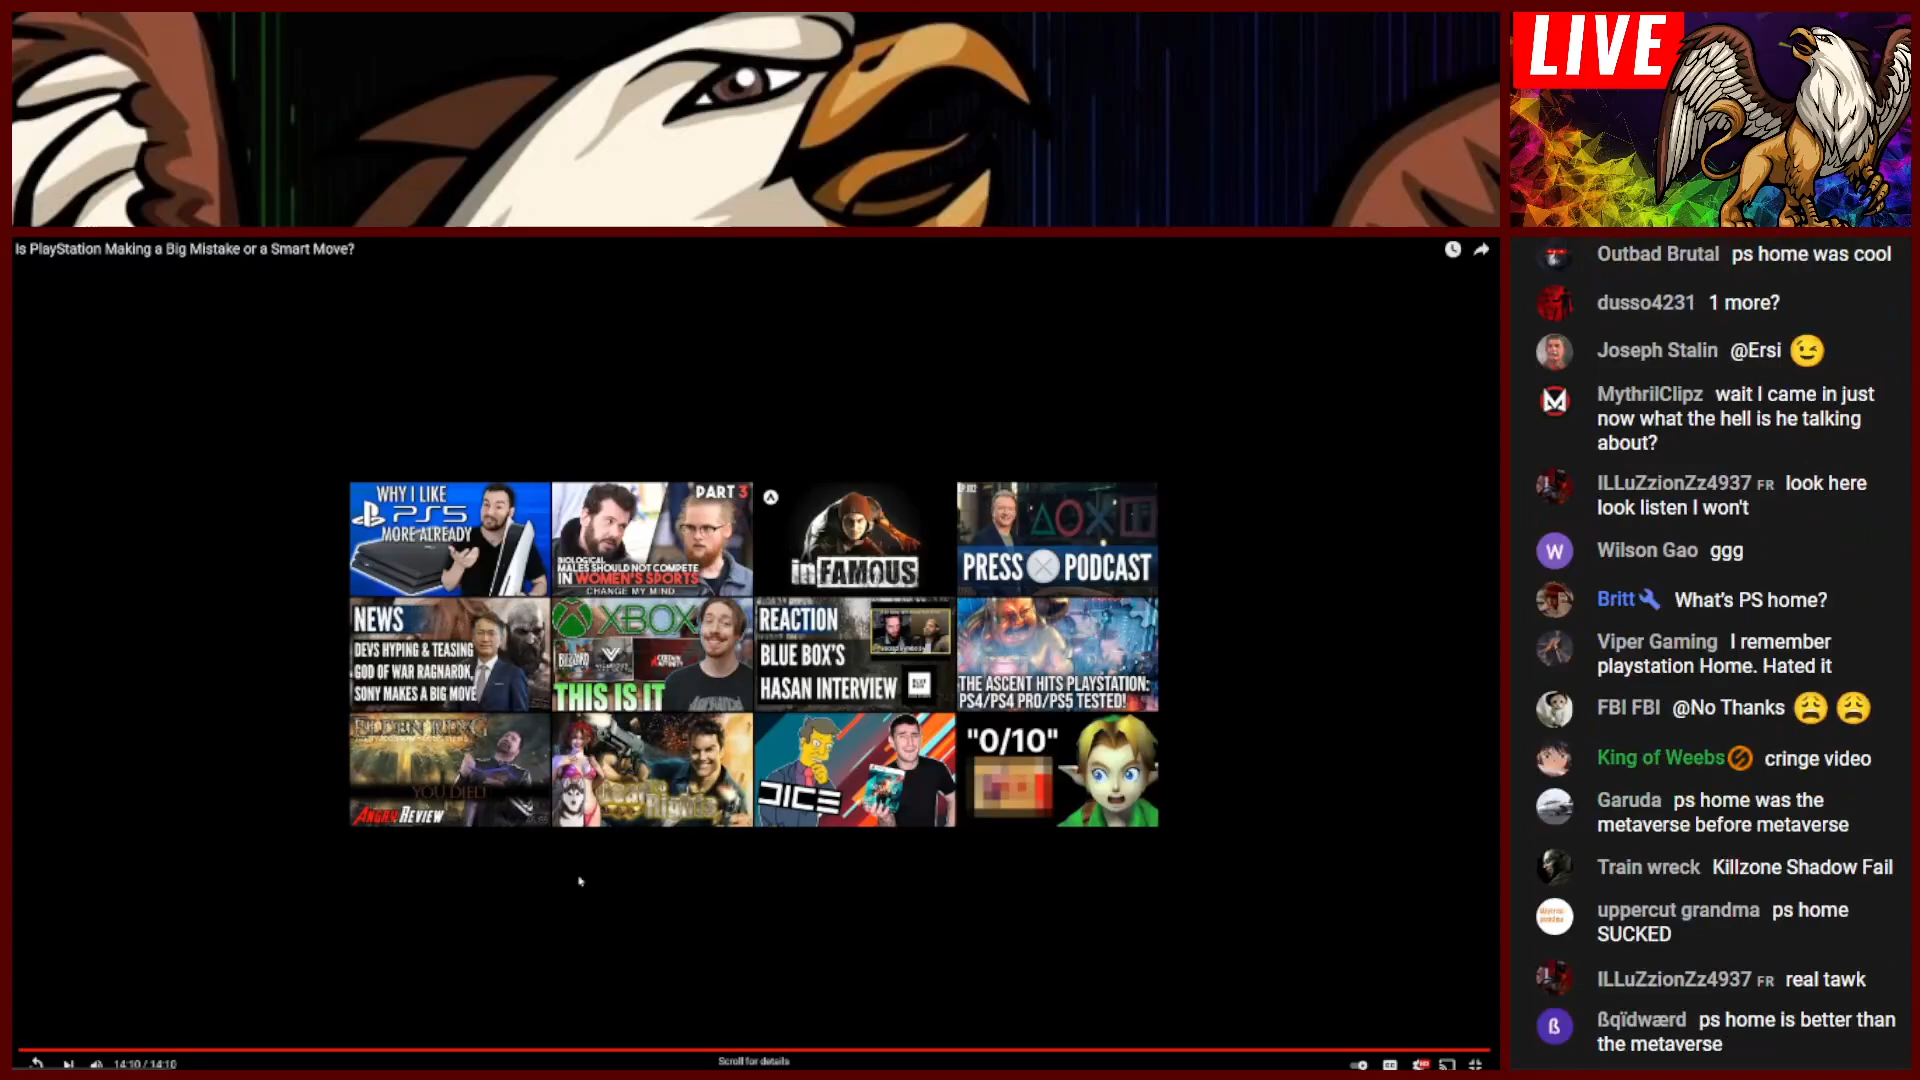 LIVE
Is PlayStation Making a Big Mistake or a Smart Move?
WHY I LIKE
PS5
MORE ALREADY
PART 3
BIOLOGICAL
MALES SHOULD NOT COMPETE
IN WOMEN'S SPORTS
CHANGE MY MIND
inFAMOUS
PRESS PODCAST
NEWS
DEVS HYPING & TEASING
GOD OF WAR RAGNAROK,
SONY MAKES A BIG MOVE
XBOX
BLIZZARD
CERTAIN AFFINITY
THIS IS IT
REACTION
BLUE BOX'S
HASAN INTERVIEW
THE ASCENT HITS PLAYSTATION:
PS4/PS4 PRO/PS5 TESTED!
ELDEN RING
YOU DIED
ANGRY REVIEW
DICE
"0/10"
14:10 / 14:10
Scroll for details
Outbad Brutal ps home was cool
dusso4231 1 more?
Joseph Stalin @Ersi 😉
MythrilClipz wait I came in just
now what the hell is he talking
about?
ILLuZzionZz4937 FR look here
look listen I won't
W
Wilson Gao ggg
Britt What's PS home?
Viper Gaming I remember
playstation Home. Hated it
FBI FBI @No Thanks 😩 😩
King of Weebs cringe video
Garuda ps home was the
metaverse before metaverse
Train wreck Killzone Shadow Fail
uppercut grandma ps home
SUCKED
ILLuZzionZz4937 FR real tawk
ß
ßqïdwærd ps home is better than
the metaverse